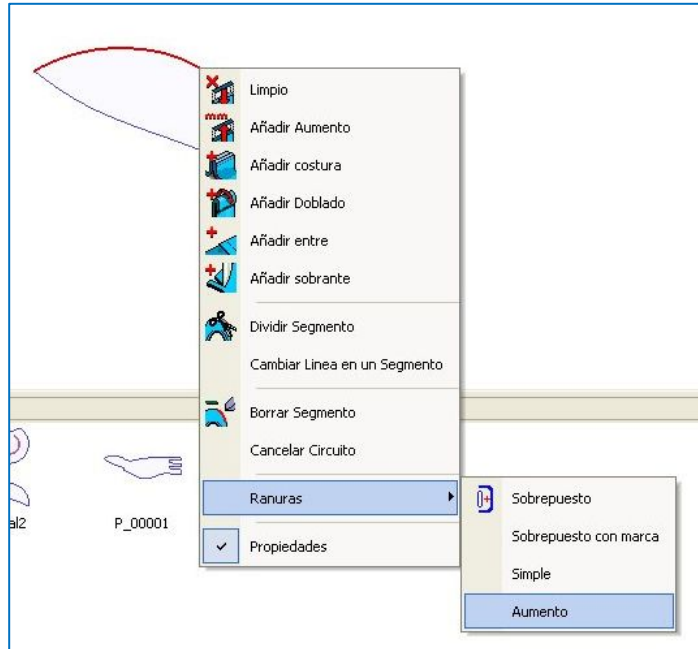 Limpio
Añadir Aumento
Añadir costura
Añadir Doblado
Añadir entre
Añadir sobrante
Dividir Segmento
Cambiar Linea en un Segmento
Borrar Segmento
Cancelar Circuito
Ranuras
Propiedades
Sobrepuesto
Sobrepuesto con marca
Simple
Aumento
al2
P_00001